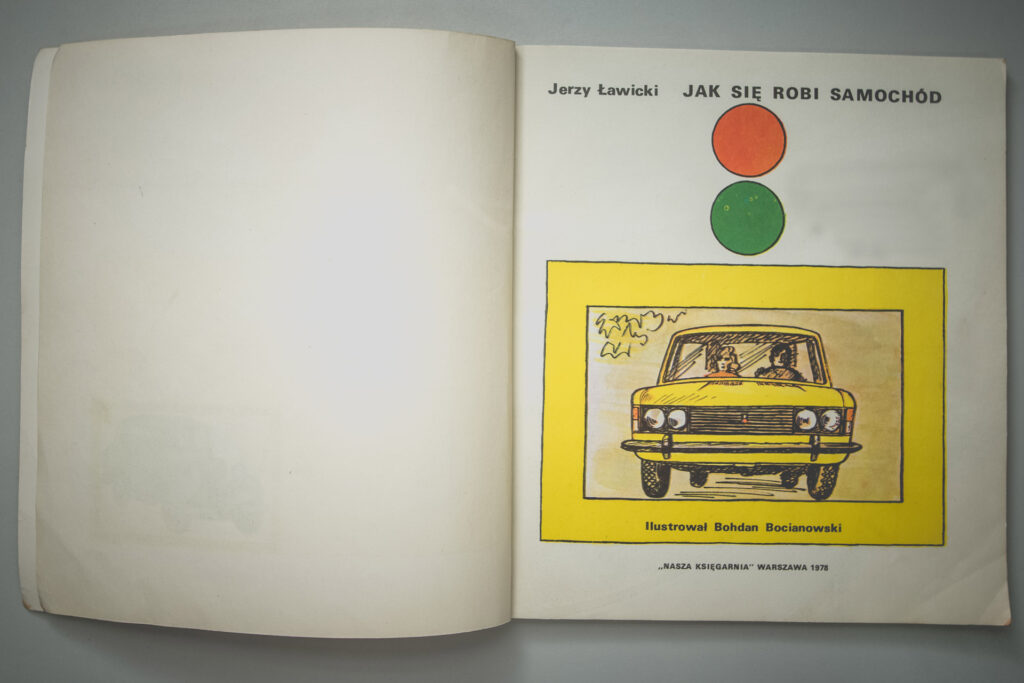 Jerzy Ławicki JAK SIĘ ROBI SAMOCHÓD
Ilustrował Bohdan Bocianowski
„NASZA KSIĘGARNIA" WARSZAWA 1978